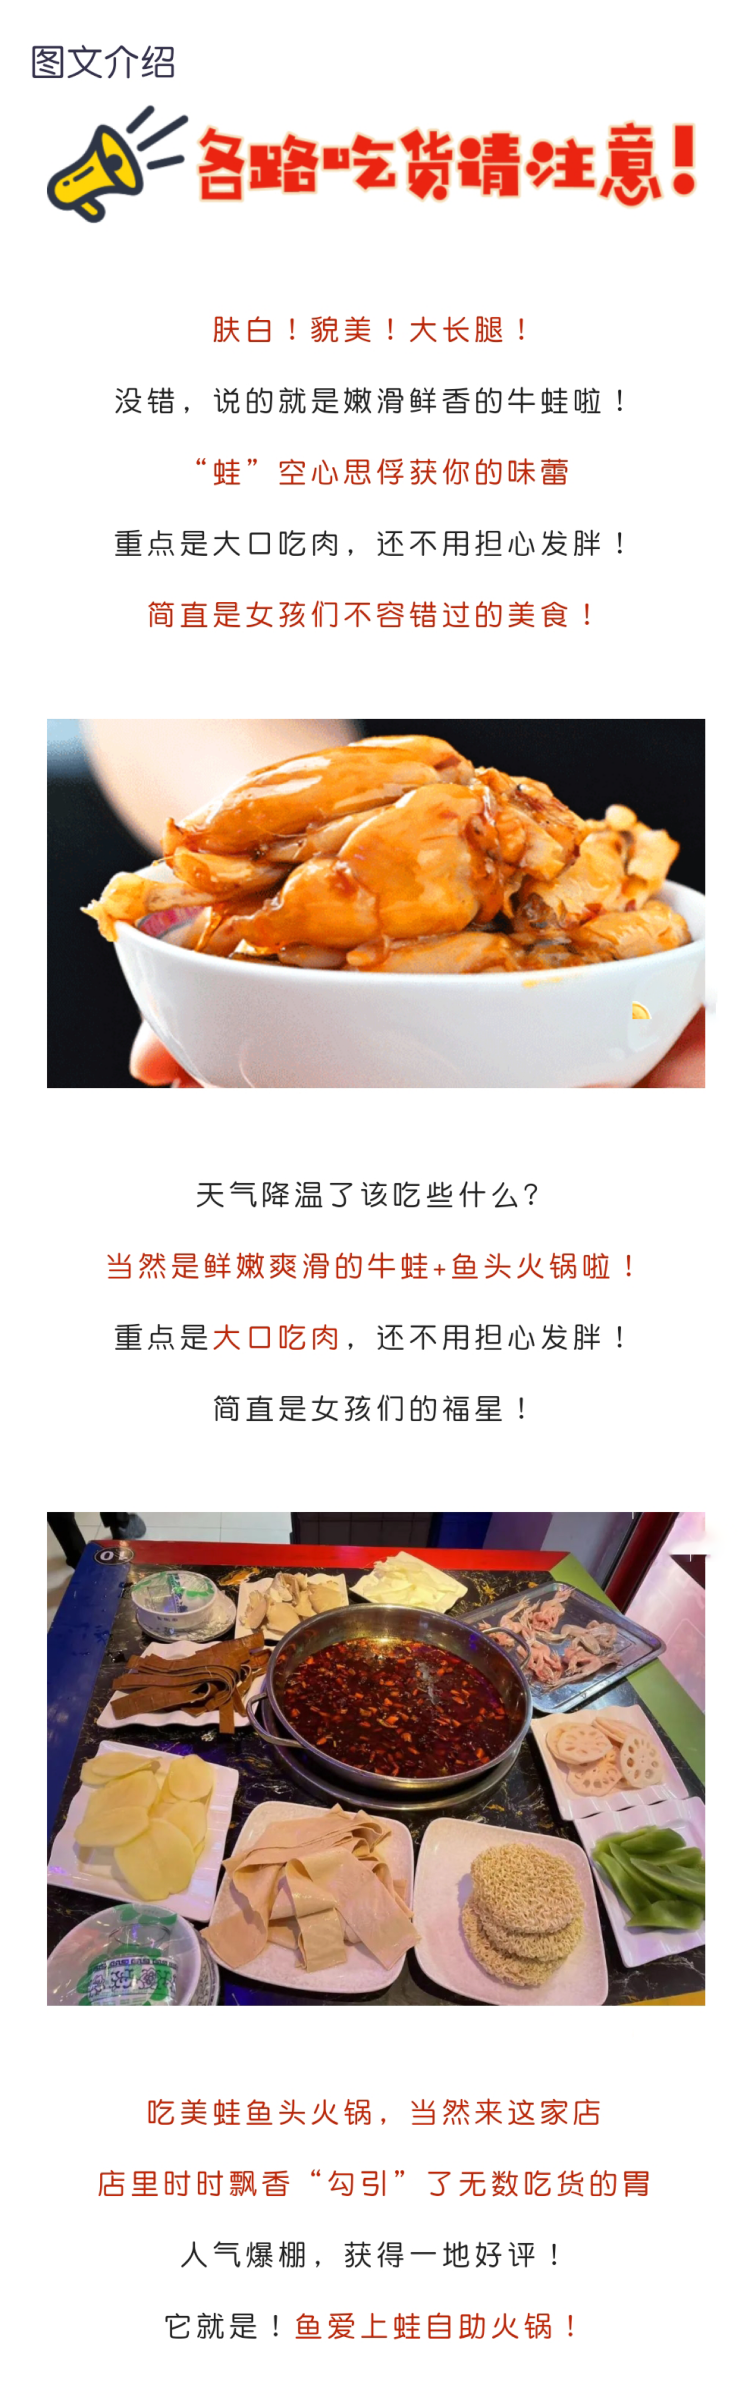 图文介绍
各路吃货请注意!
肤白！貌美！大长腿！
没错，说的就是嫩滑鲜香的牛蛙啦！
“蛙”空心思俘获你的味蕾
重点是大口吃肉，还不用担心发胖！
简直是女孩们不容错过的美食！
天气降温了该吃些什么？
当然是鲜嫩爽滑的牛蛙+鱼头火锅啦！
重点是大口吃肉，还不用担心发胖！
简直是女孩们的福星！
吃美蛙鱼头火锅，当然来这家店
店里时时飘香“勾引”了无数吃货的胃
人气爆棚，获得一地好评！
它就是！鱼爱上蛙自助火锅！